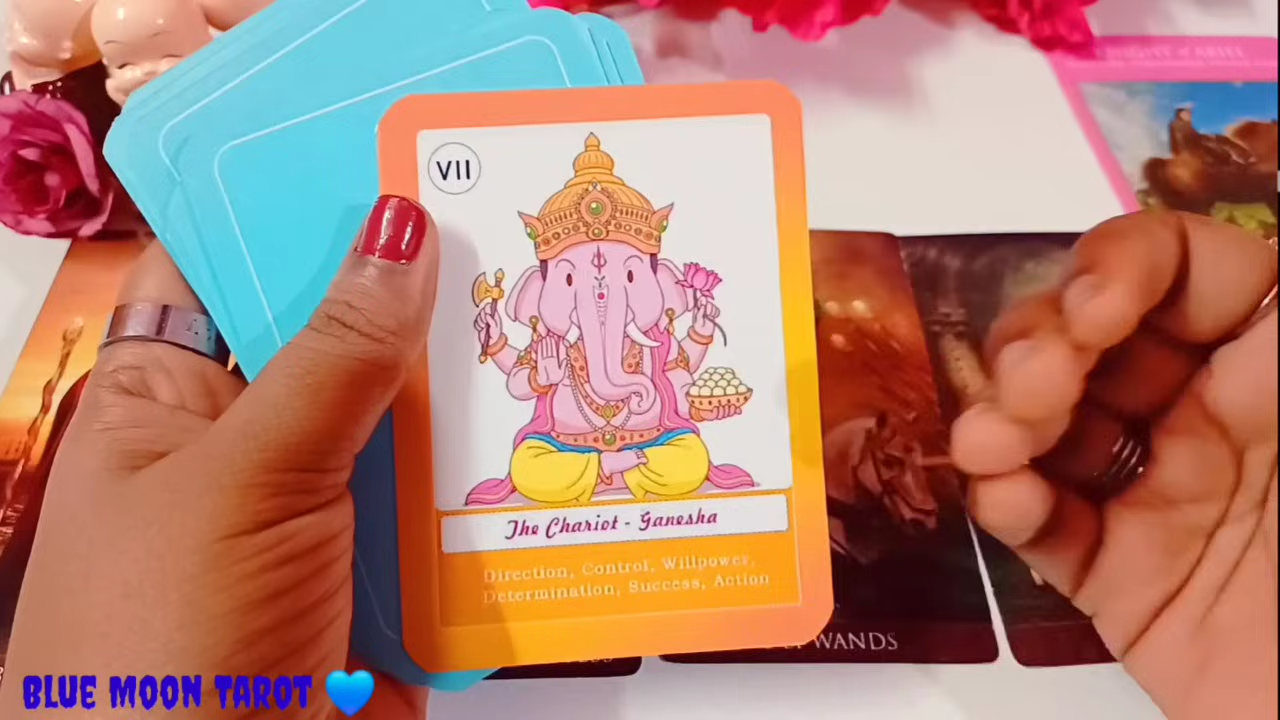 VII
The Chariot - Ganesha
Direction, Control, Willpower,
Determination, Success, Action
WANDS
BLUE MOON TAROT 💙